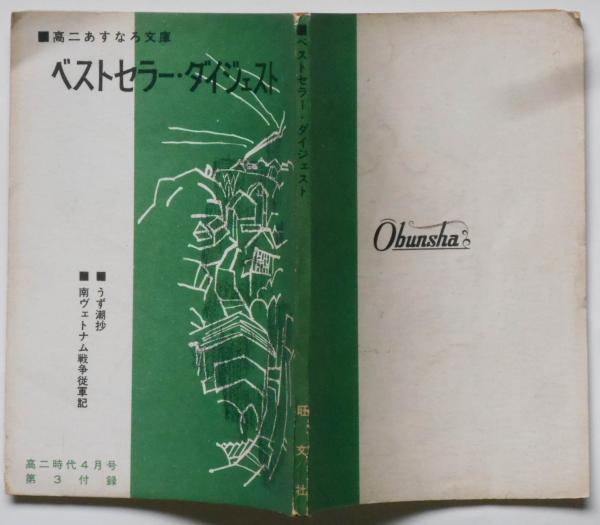 ■高二あすなろ文庫
ベストセラー・ダイジェスト
■うず潮抄
■南ヴェトナム戦争従軍記
高二時代4月号
第3付録
■ベストセラー・ダイジェスト
旺文社
Obunsha